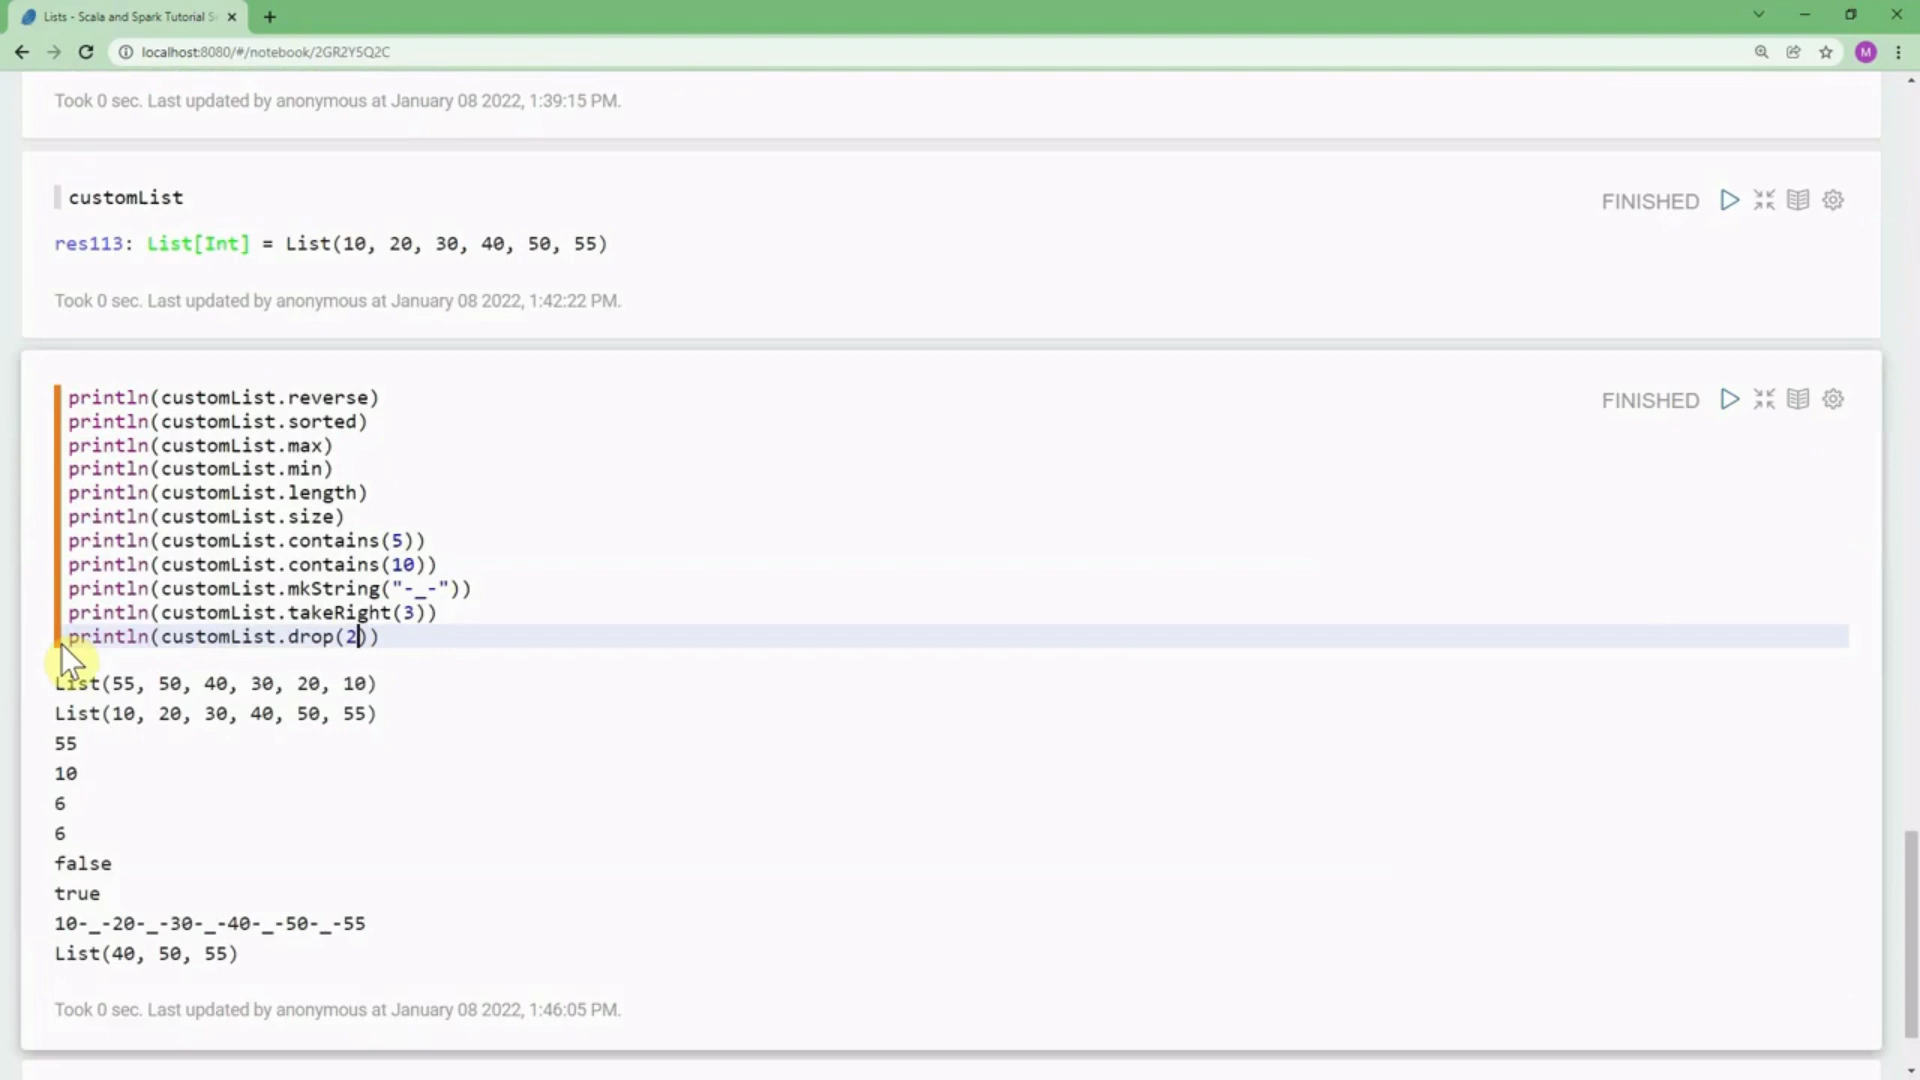 Lists - Scala and Spark Tutorial S
localhost:8080/#/notebook/2GR2Y5Q2C
M
Took 0 sec. Last updated by anonymous at January 08 2022, 1:39:15 PM.
customList
FINISHED
res113: List[Int] = List(10, 20, 30, 40, 50, 55)
Took 0 sec. Last updated by anonymous at January 08 2022, 1:42:22 PM.
println(customList.reverse)
FINISHED
println(customList.sorted)
println(customList.max)
println(customList.min)
println(customList.length)
println(customList.size)
println(customList.contains(5))
println(customList.contains(10))
println(customList.mkString("-_-"))
println(customList.takeRight(3))
println(customList.drop(2))
List(55, 50, 40, 30, 20, 10)
List(10, 20, 30, 40, 50, 55)
55
10
6
6
false
true
10-_-20-_-30-_-40-_-50-_-55
List(40, 50, 55)
Took 0 sec. Last updated by anonymous at January 08 2022, 1:46:05 PM.